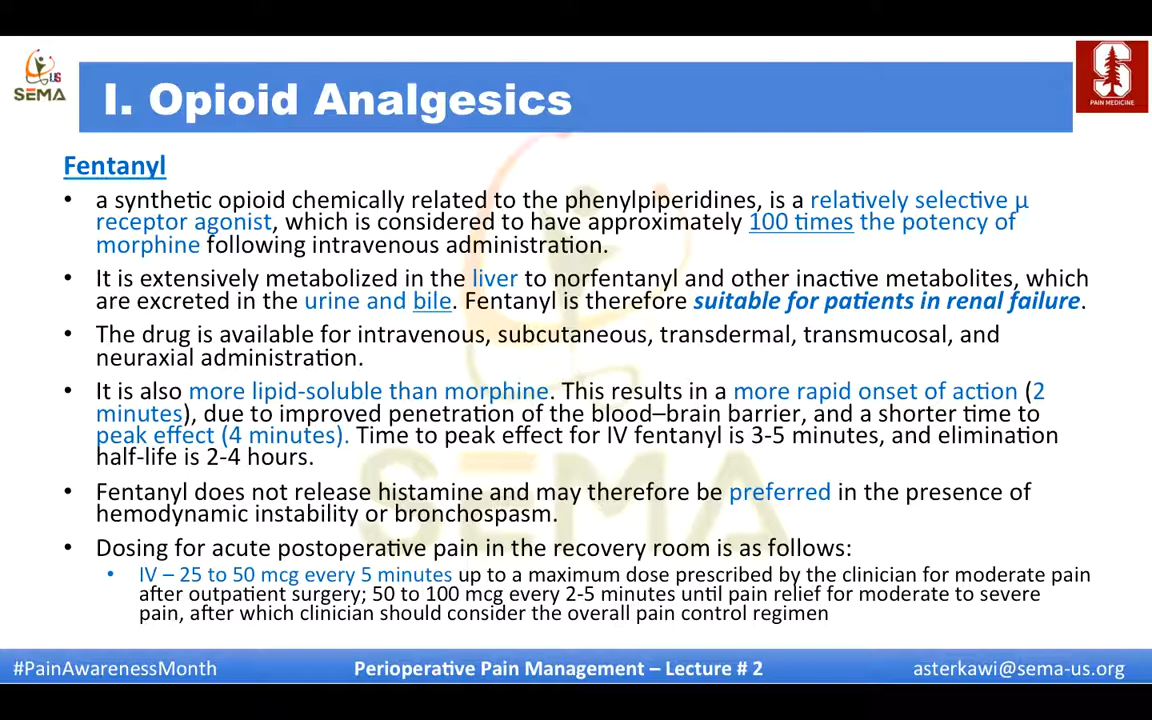 US
SEMA
I. Opioid Analgesics
S
PAIN MEDICINE
Fentanyl
• a synthetic opioid chemically related to the phenylpiperidines, is a relatively selective μ
receptor agonist, which is considered to have approximately 100 times the potency of
morphine following intravenous administration.
• It is extensively metabolized in the liver to norfentanyl and other inactive metabolites, which
are excreted in the urine and bile. Fentanyl is therefore suitable for patients in renal failure.
• The drug is available for intravenous, subcutaneous, transdermal, transmucosal, and
neuraxial administration.
• It is also more lipid-soluble than morphine. This results in a more rapid onset of action (2
minutes), due to improved penetration of the blood–brain barrier, and a shorter time to
peak effect (4 minutes). Time to peak effect for IV fentanyl is 3-5 minutes, and elimination
half-life is 2-4 hours.
• Fentanyl does not release histamine and may therefore be preferred in the presence of
hemodynamic instability or bronchospasm.
• Dosing for acute postoperative pain in the recovery room is as follows:
• IV – 25 to 50 mcg every 5 minutes up to a maximum dose prescribed by the clinician for moderate pain
after outpatient surgery; 50 to 100 mcg every 2-5 minutes until pain relief for moderate to severe
pain, after which clinician should consider the overall pain control regimen
SEMA
#PainAwarenessMonth
Perioperative Pain Management – Lecture # 2
asterkawi@sema-us.org